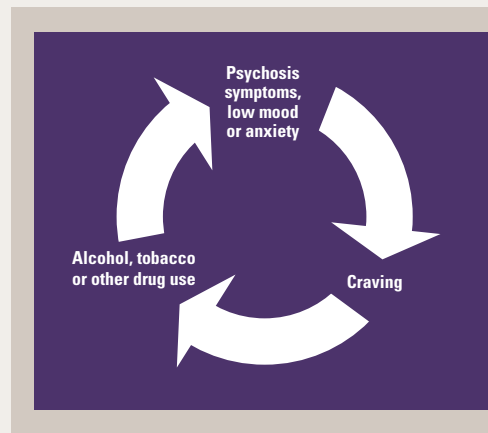 Psychosis
symptoms,
low mood
or anxiety
Craving
Alcohol, tobacco
or other drug use